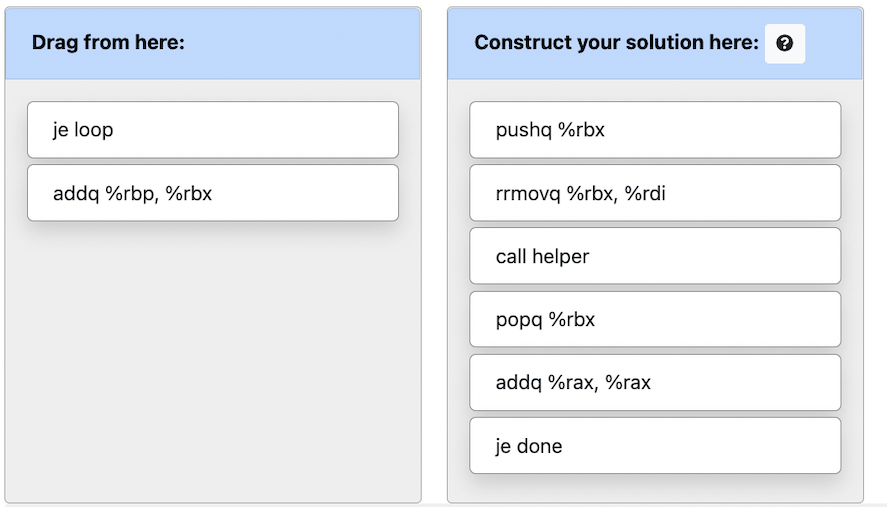 Drag from here:
je loop
addq %rbp, %rbx
Construct your solution here:
pushq %rbx
rrmovq %rbx, %rdi
call helper
popq %rbx
addq %rax, %rax
je done